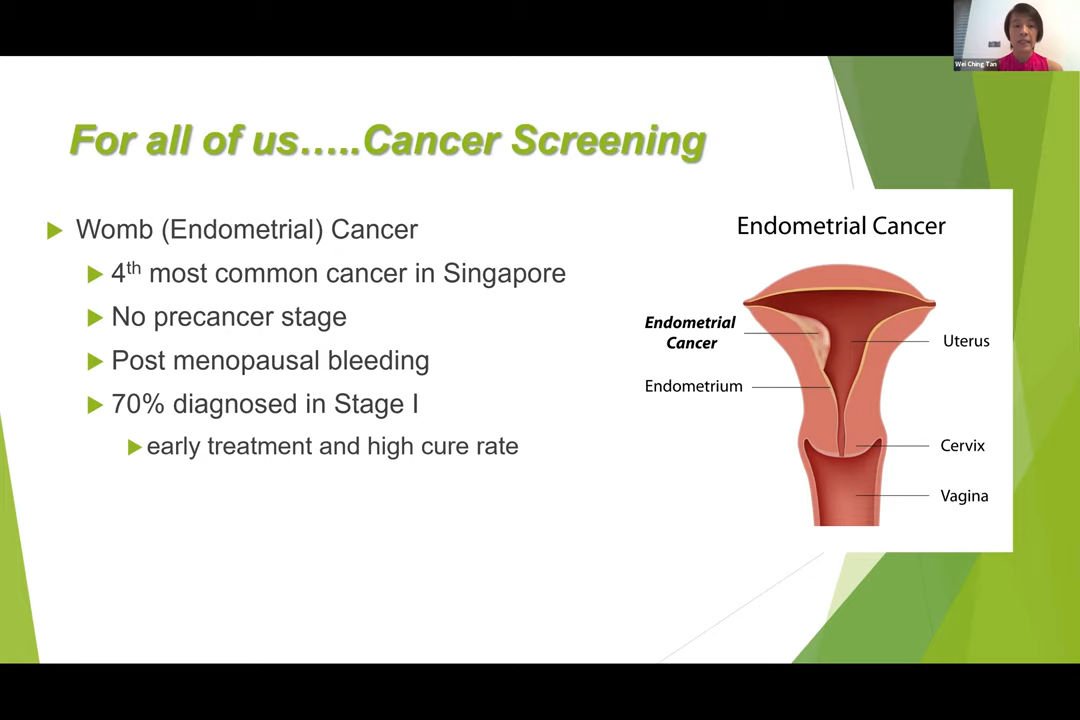 Wei Ching Tan
For all of us.....Cancer Screening
Womb (Endometrial) Cancer
4th most common cancer in Singapore
No precancer stage
Post menopausal bleeding
70% diagnosed in Stage I
early treatment and high cure rate
Endometrial Cancer
Endometrial
Cancer
Endometrium
Uterus
Cervix
Vagina